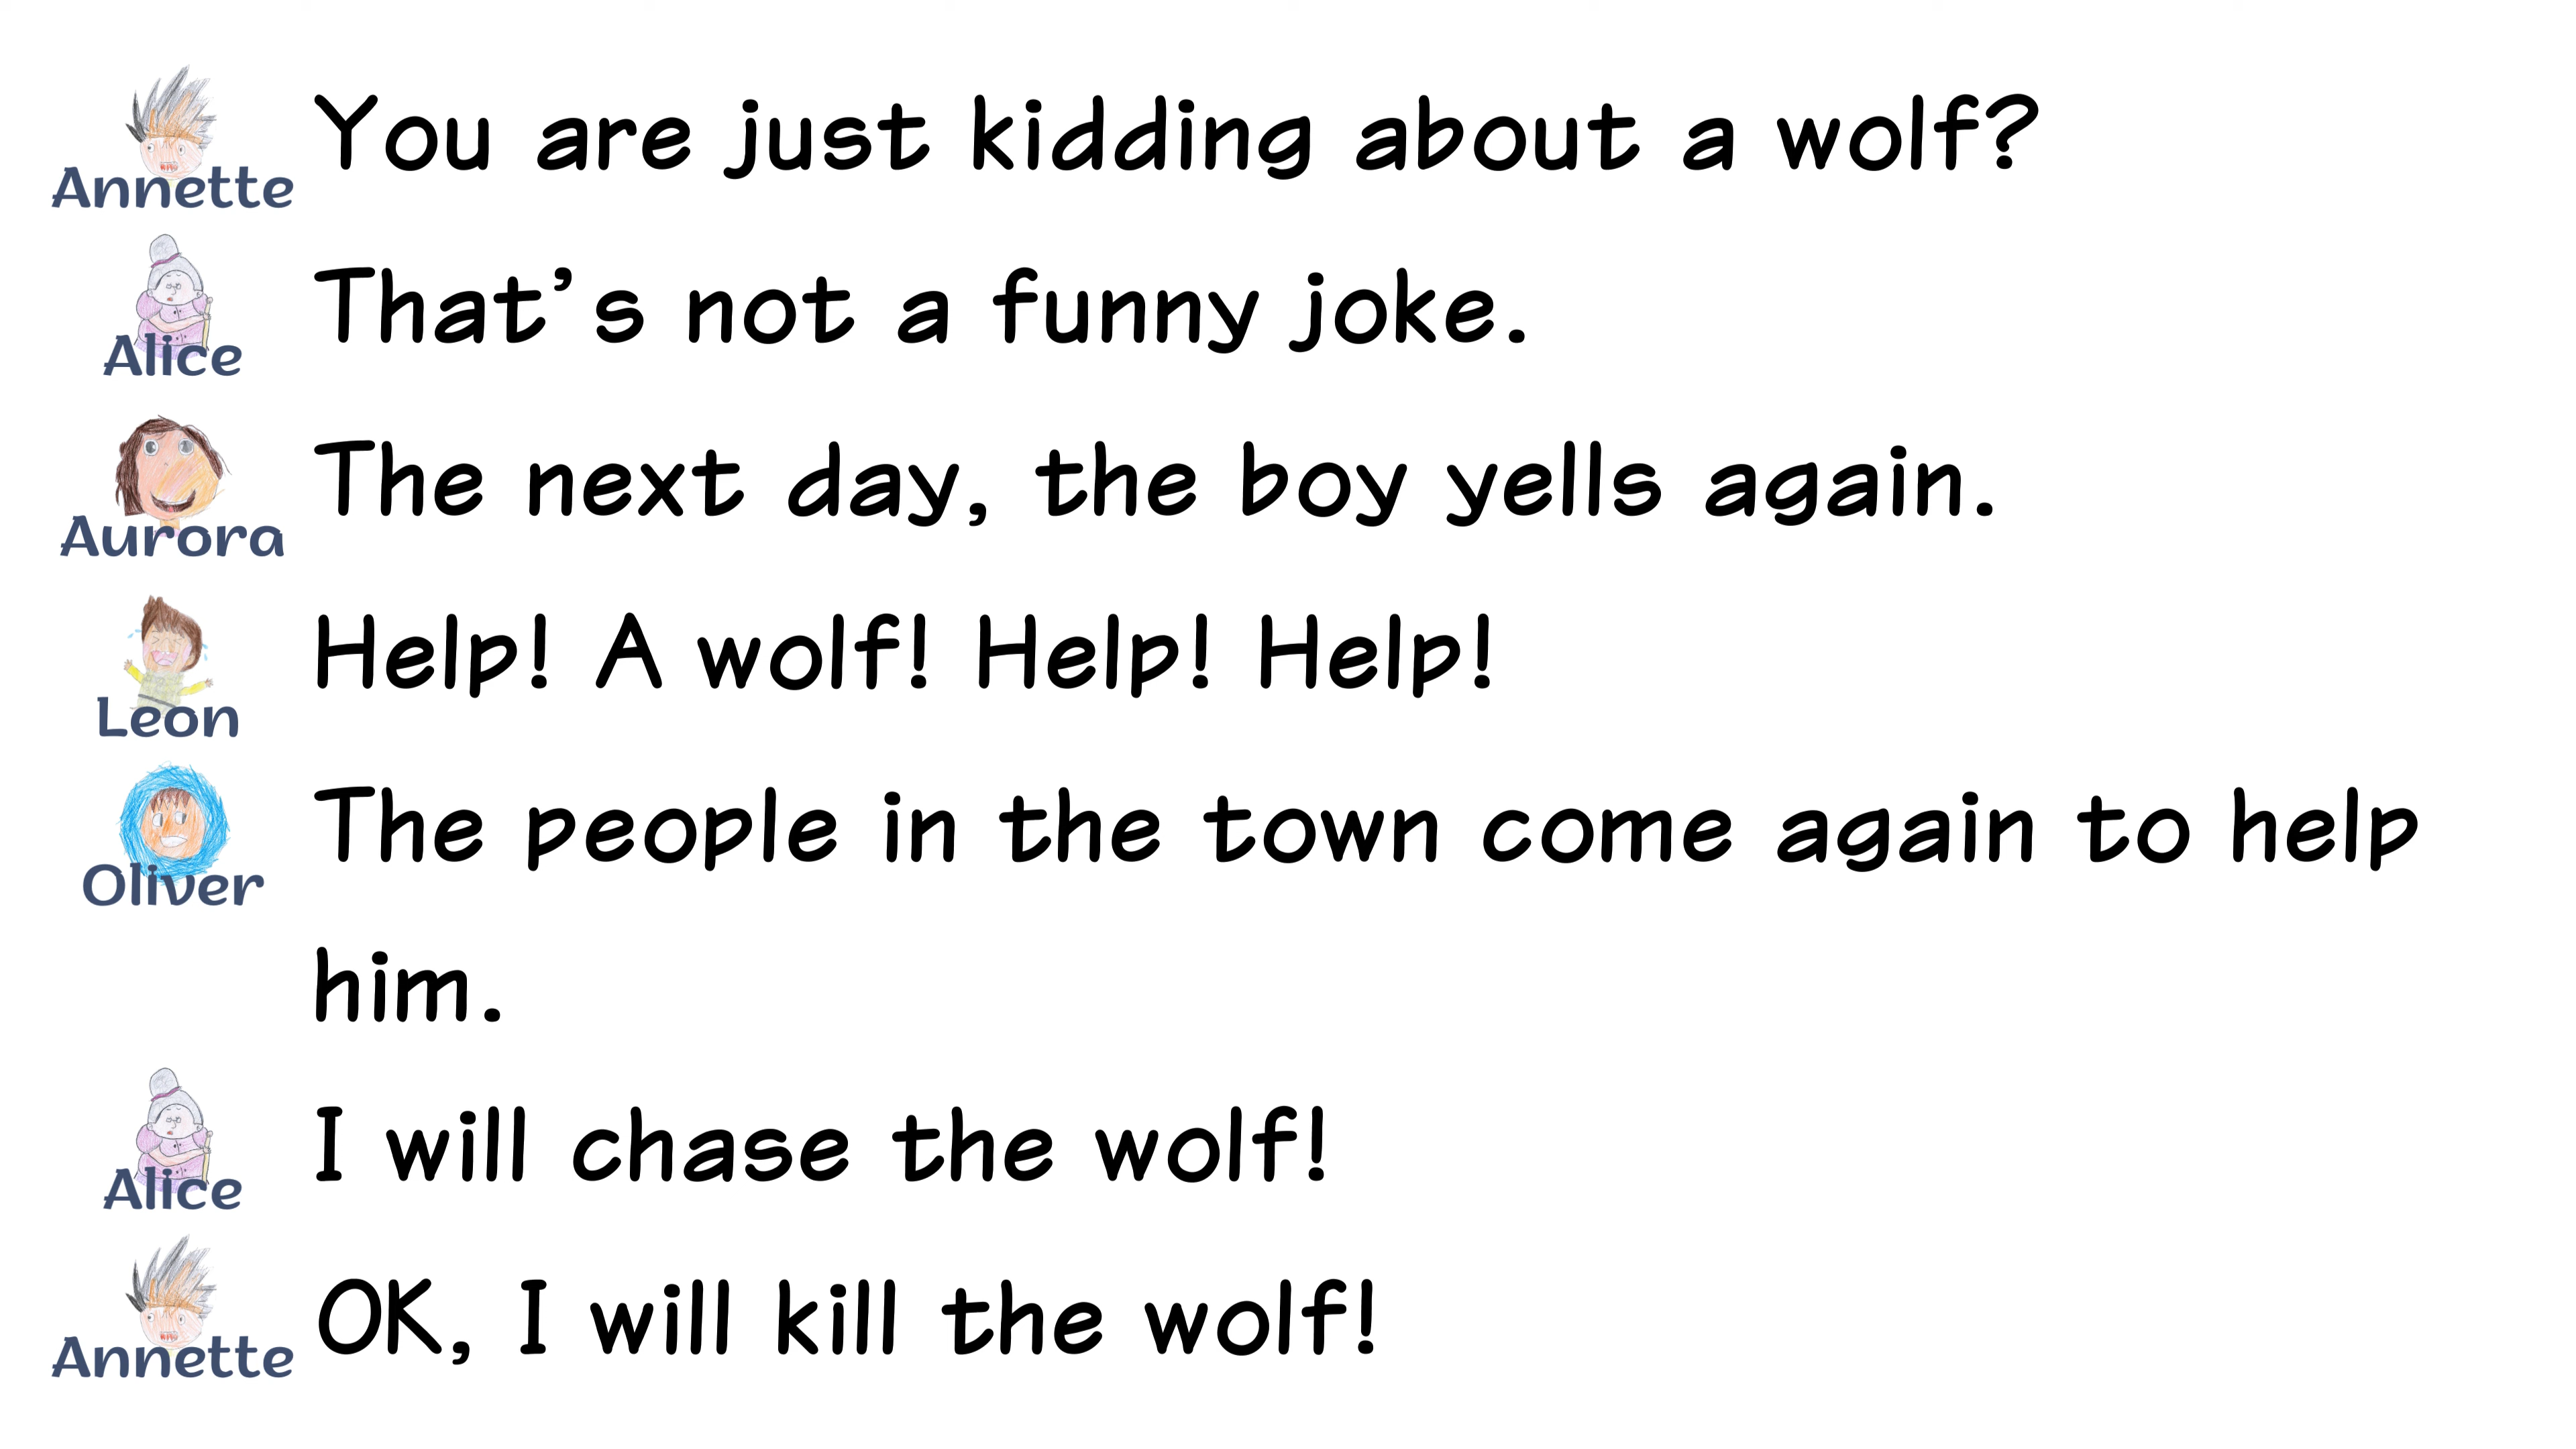 Annette You are just kidding about a wolf?
Alice That's not a funny joke.
Aurora The next day, the boy yells again.
Leon Help! A wolf! Help! Help!
Oliver The people in the town come again to help
him.
Alice I will chase the wolf!
Annette OK, I will kill the wolf!